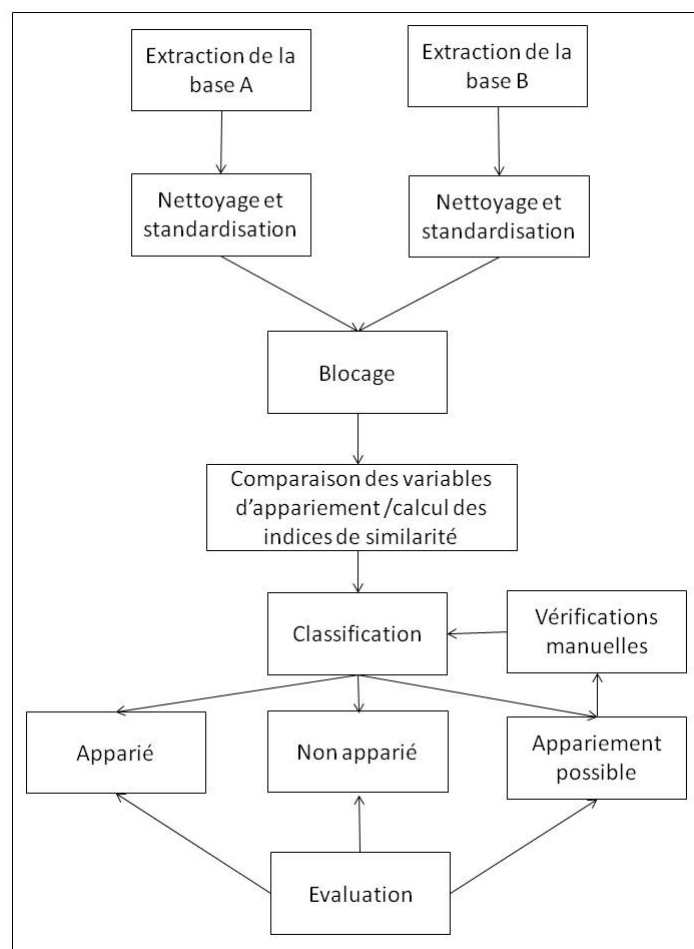 Extraction de la
base A
Extraction de la
base B
Nettoyage et
standardisation
Nettoyage et
standardisation
Blocage
Comparaison des variables
d'appariement /calcul des
indices de similarité
Classification
Vérifications
manuelles
Apparié
Non apparié
Appariement
possible
Evaluation